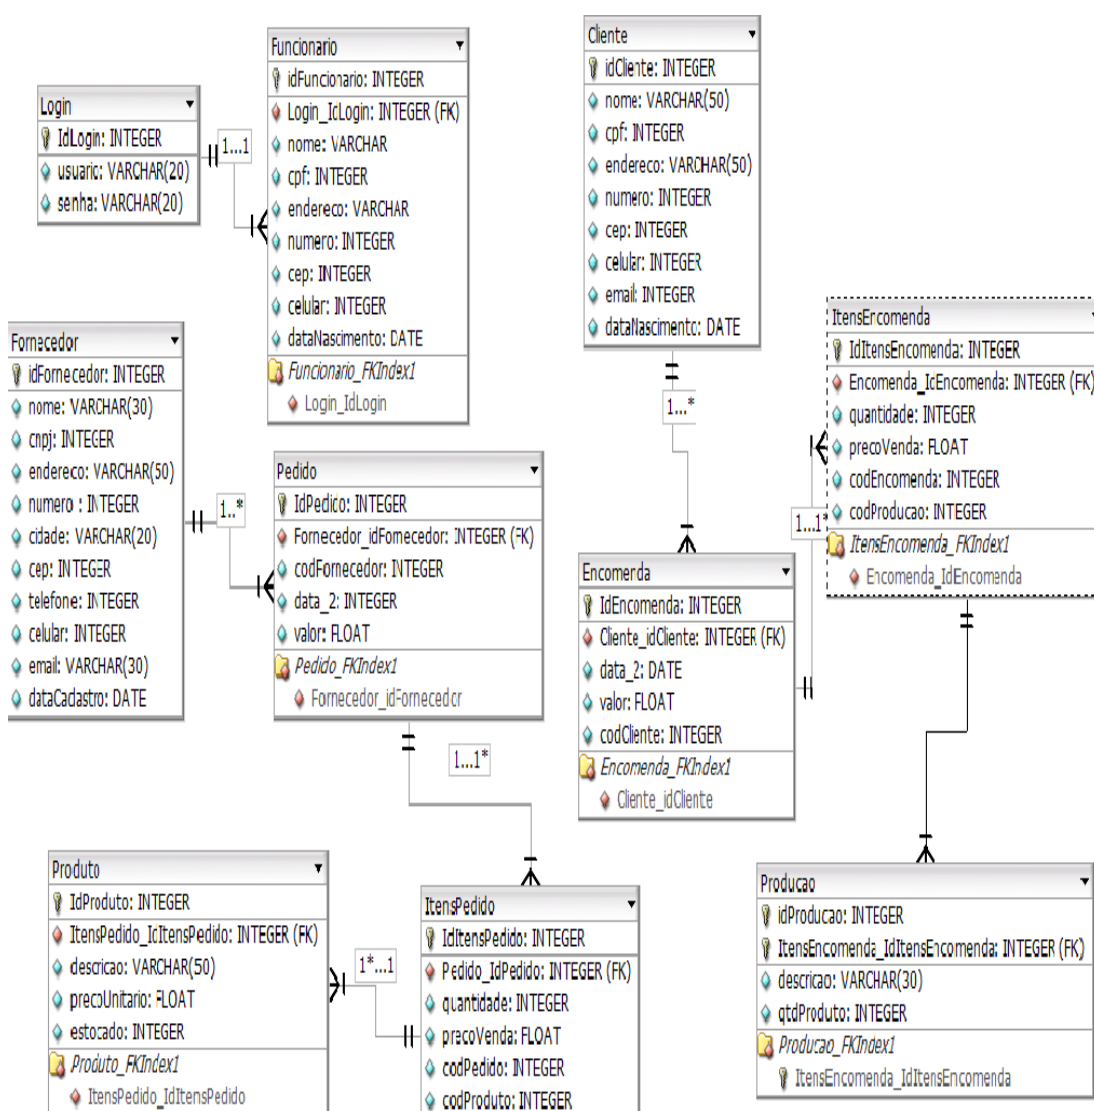 Login
IdLogin: INTEGER
usuario: VARCHAR(20)
senha: VARCHAR(20)
1...1
Funcionario
idFuncionario: INTEGER
Login_IdLogin: INTEGER (FK)
nome: VARCHAR
cpf: INTEGER
endereco: VARCHAR
numero: INTEGER
cep: INTEGER
celular: INTEGER
dataNascimento: DATE
Funcionario_FKIndex1
Login_IdLogin
Cliente
idCliente: INTEGER
nome: VARCHAR(50)
cpf: INTEGER
endereco: VARCHAR(50)
numero: INTEGER
cep: INTEGER
celular: INTEGER
email: INTEGER
dataNascimento: DATE
1...*
Fornecedor
idFornecedor: INTEGER
nome: VARCHAR(30)
cnpj: INTEGER
endereco: VARCHAR(50)
numero : INTEGER
cidade: VARCHAR(20)
cep: INTEGER
telefone: INTEGER
celular: INTEGER
email: VARCHAR(30)
dataCadastro: DATE
1..*
Pedido
IdPedido: INTEGER
Fornecedor_idFornecedor: INTEGER (FK)
codFornecedor: INTEGER
data_2: INTEGER
valor: FLOAT
Pedido_FKIndex1
Fornecedor_idFornecedor
1...1*
ItensEncomenda
IdItensEncomenda: INTEGER
Encomenda_IdEncomenda: INTEGER (FK)
quantidade: INTEGER
precoVenda: FLOAT
codEncomenda: INTEGER
codProducao: INTEGER
ItensEncomenda_FKIndex1
Encomenda_IdEncomenda
1...1*
Encomenda
IdEncomenda: INTEGER
Cliente_idCliente: INTEGER (FK)
data_2: DATE
valor: FLOAT
codCliente: INTEGER
Encomenda_FKIndex1
Cliente_idCliente
Produto
IdProduto: INTEGER
ItensPedido_IdItensPedido: INTEGER (FK)
descricao: VARCHAR(50)
precoUnitario: FLOAT
estocado: INTEGER
Produto_FKIndex1
ItensPedido_IdItensPedido
1*...1
ItensPedido
IdItensPedido: INTEGER
Pedido_IdPedido: INTEGER (FK)
quantidade: INTEGER
precoVenda: FLOAT
codPedido: INTEGER
codProduto: INTEGER
Producao
idProducao: INTEGER
ItensEncomenda_IdItensEncomenda: INTEGER (FK)
descricao: VARCHAR(30)
qtdProduto: INTEGER
Producao_FKIndex1
ItensEncomenda_IdItensEncomenda